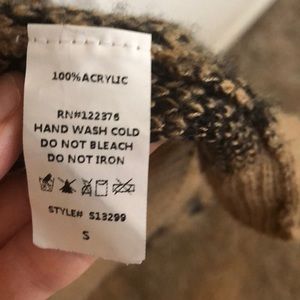 100% ACRYLIC
RN#122376
HAND WASH COLD
DO NOT BLEACH
DO NOT IRON
STYLE# S13299
S